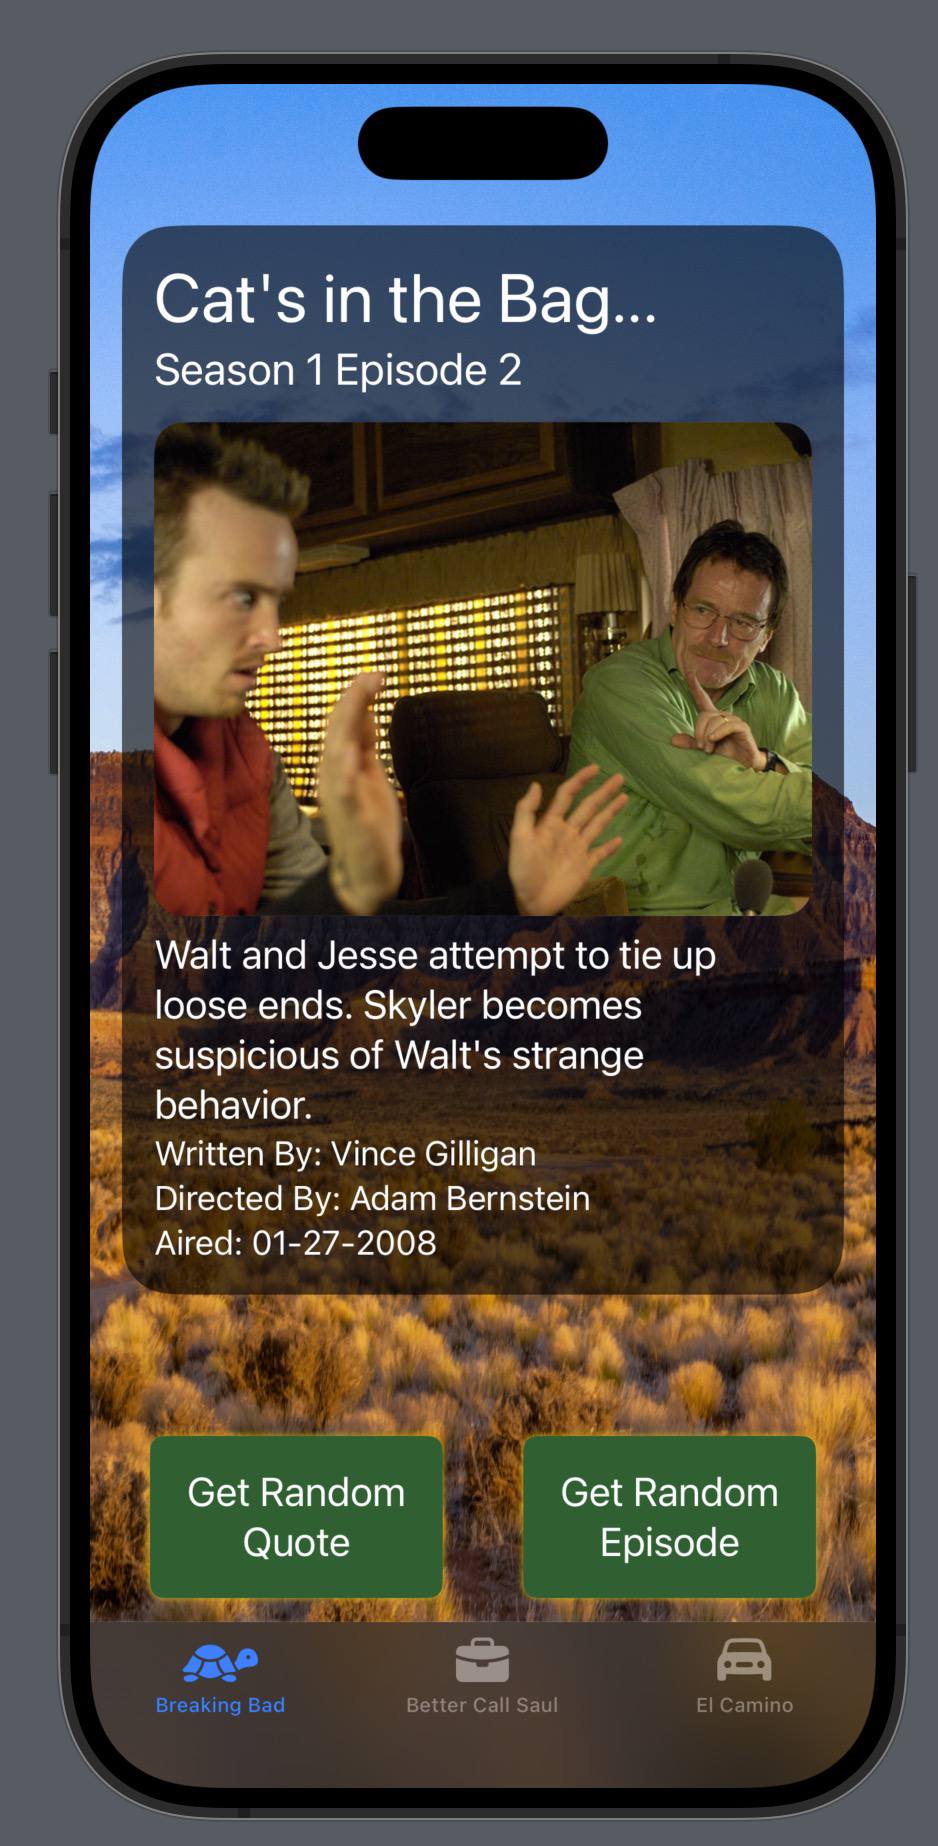 Cat's in the Bag...
Season 1 Episode 2
Walt and Jesse attempt to tie up
loose ends. Skyler becomes
suspicious of Walt's strange
behavior.
Written By: Vince Gilligan
Directed By: Adam Bernstein
Aired: 01-27-2008
Get Random
Quote
Get Random
Episode
Breaking Bad
Better Call Saul
El Camino